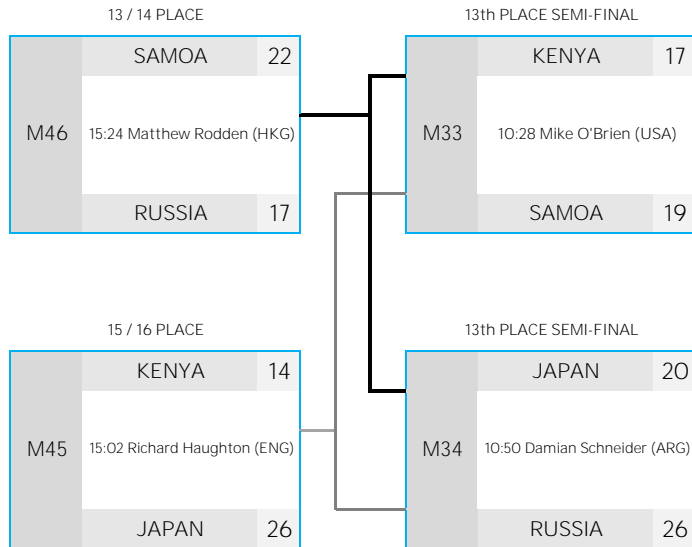 13 / 14 PLACE
13th PLACE SEMI-FINAL
SAMOA 22
M46 15:24 Matthew Rodden (HKG)
RUSSIA 17
KENYA 17
M33 10:28 Mike O'Brien (USA)
SAMOA 19
15 / 16 PLACE
13th PLACE SEMI-FINAL
KENYA 14
M45 15:02 Richard Haughton (ENG)
JAPAN 26
JAPAN 20
M34 10:50 Damian Schneider (ARG)
RUSSIA 26